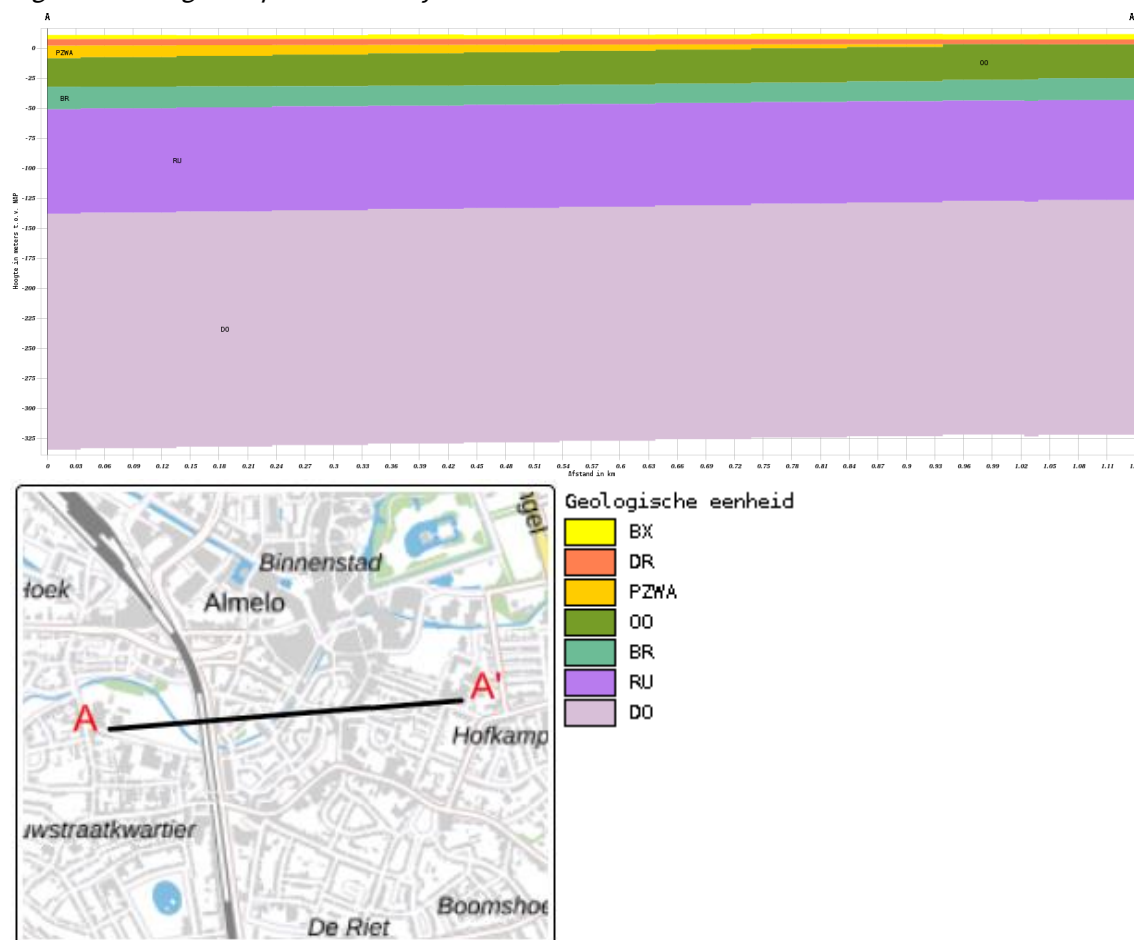 A A
0
-25
-50
-75
-100
-125
-150
-175
-200
-225
-250
-275
-300
-325
Hoogte in meters t.o.v. NAP
PZWA
OO
BR
RU
DO
0 0.03 0.06 0.09 0.12 0.15 0.18 0.21 0.24 0.27 0.3 0.33 0.36 0.39 0.42 0.45 0.48 0.51 0.54 0.57 0.6 0.63 0.66 0.69 0.72 0.75 0.78 0.81 0.84 0.87 0.9 0.93 0.96 0.99 1.02 1.05 1.08 1.11
Afstand in km
Binnenstad
Almelo
A
A'
Hofkamp
uwstraatkwartier
Boomshoe
De Riet
Geologische eenheid
BX
DR
PZWA
OO
BR
RU
DO